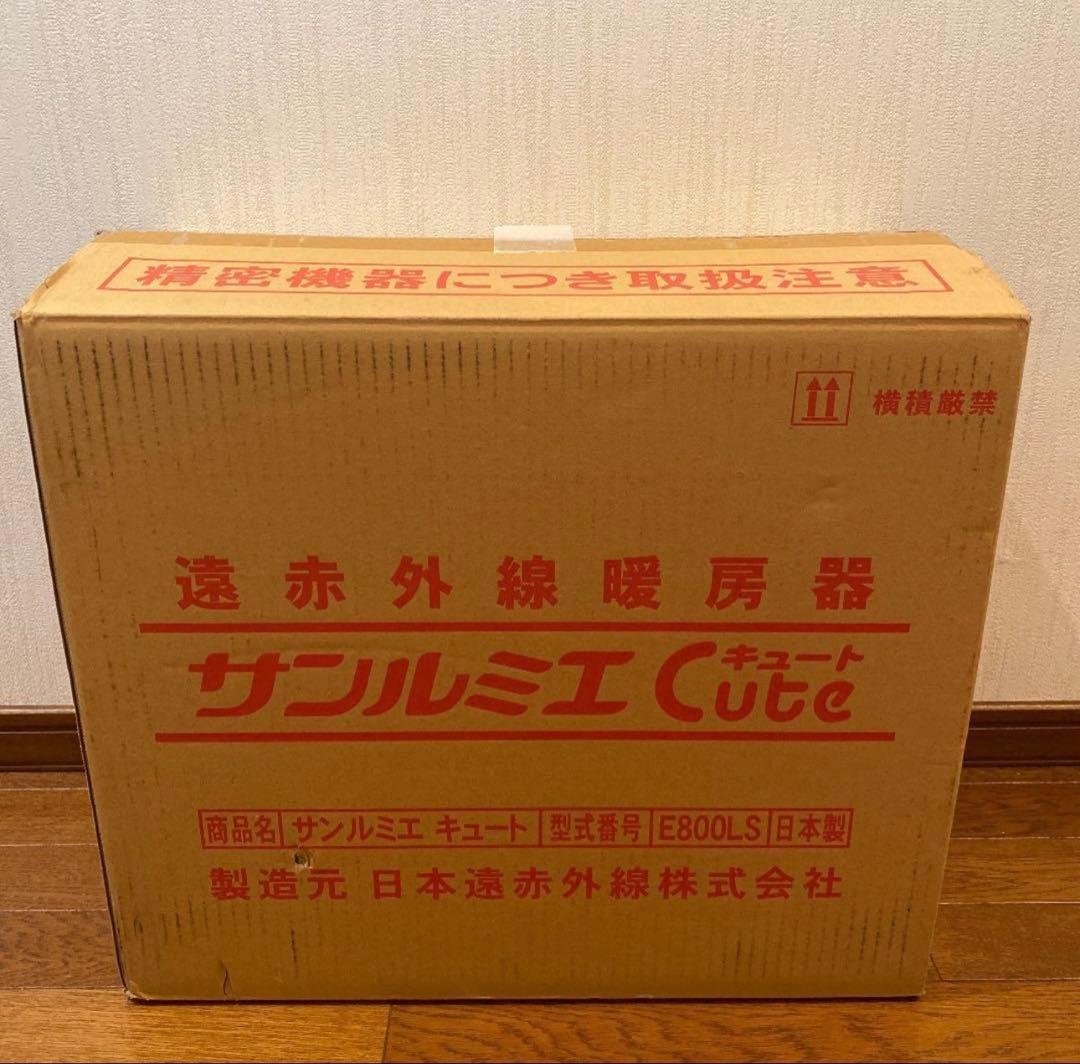 精密機器につき取扱注意
横積厳禁
遠赤外線暖房器
サンルミエ Cute キュート
商品名 サンルミエ キュート 型式番号 E800LS 日本製
製造元 日本遠赤外線株式会社